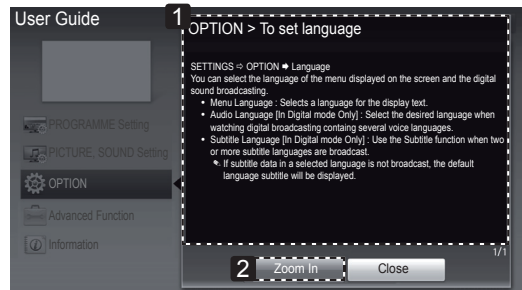 User Guide
1
OPTION > To set language
SETTINGS ⇨ OPTION ➡ Language
You can select the language of the menu displayed on the screen and the digital
sound broadcasting.
• Menu Language : Selects a language for the display text.
• Audio Language [In Digital mode Only] : Select the desired language when
watching digital broadcasting containg several voice languages.
• Subtitle Language [In Digital mode Only] : Use the Subtitle function when two
or more subtitle languages are broadcast.
✎ If subtitle data in a selected language is not broadcast, the default
language subtitle will be displayed.
PROGRAMME Setting
PICTURE, SOUND Setting
OPTION
Advanced Function
Information
1/1
2
Zoom In
Close